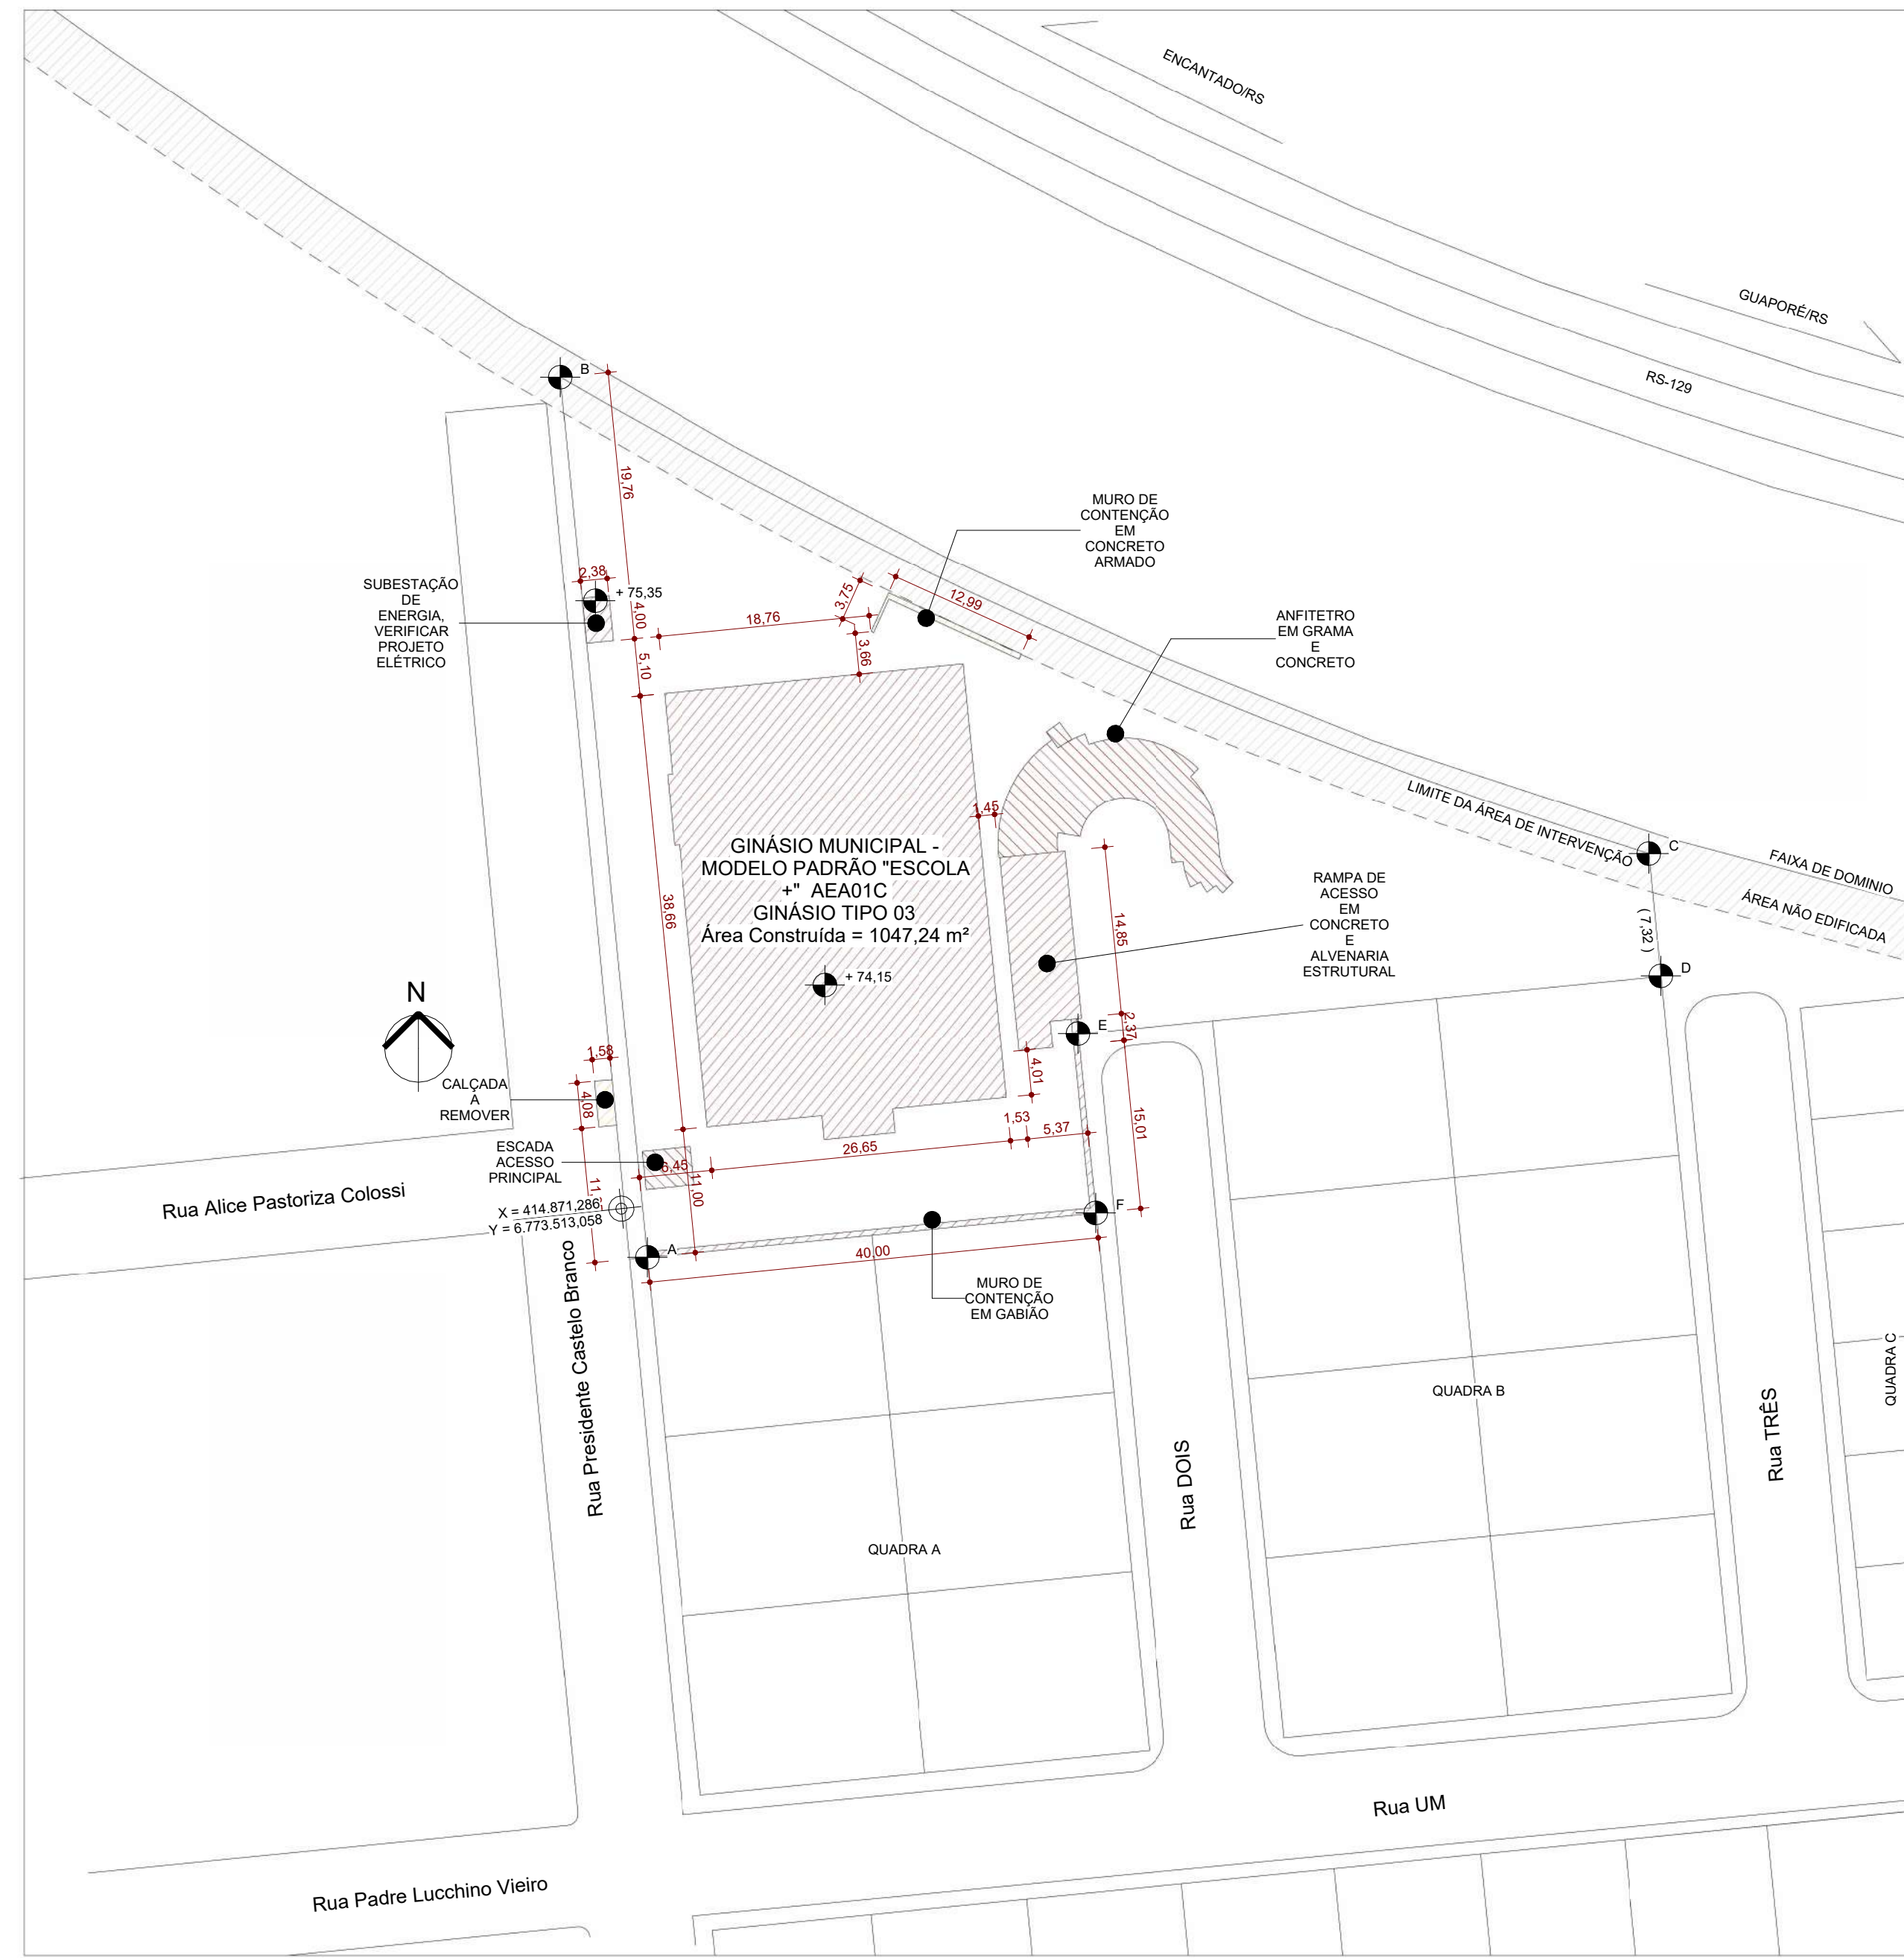 ENCANTADO/RS
GUAPORÉ/RS
RS-129
B
19,76
MURO DE
CONTENÇÃO
EM
CONCRETO
ARMADO
2,38
+ 75,35
4,00
SUBESTAÇÃO
DE
ENERGIA,
VERIFICAR
PROJETO
ELÉTRICO
18,76
3,75
12,99
3,66
5,10
ANFITETRO
EM GRAMA
E
CONCRETO
1,45
LIMITE DA ÁREA DE INTERVENÇÃO
C
FAIXA DE DOMINIO
ÁREA NÃO EDIFICADA
GINÁSIO MUNICIPAL -
MODELO PADRÃO "ESCOLA
+" AEA01C
GINÁSIO TIPO 03
Área Construída = 1047,24 m²
+ 74,15
38,66
14,85
RAMPA DE
ACESSO
EM
CONCRETO
E
ALVENARIA
ESTRUTURAL
( 7,32 )
D
N
E
2,37
1,58
4,01
CALÇADA
A
REMOVER
4,08
1,53
5,37
15,01
ESCADA
ACESSO
PRINCIPAL
6,45
26,65
11,00
Rua Alice Pastoriza Colossi
X = 414.871,286
Y = 6.773.513,058
F
A
40,00
MURO DE
CONTENÇÃO
EM GABIÃO
Rua Presidente Castelo Branco
QUADRA A
Rua DOIS
QUADRA B
Rua TRÊS
QUADRA C
Rua UM
Rua Padre Lucchino Vieiro